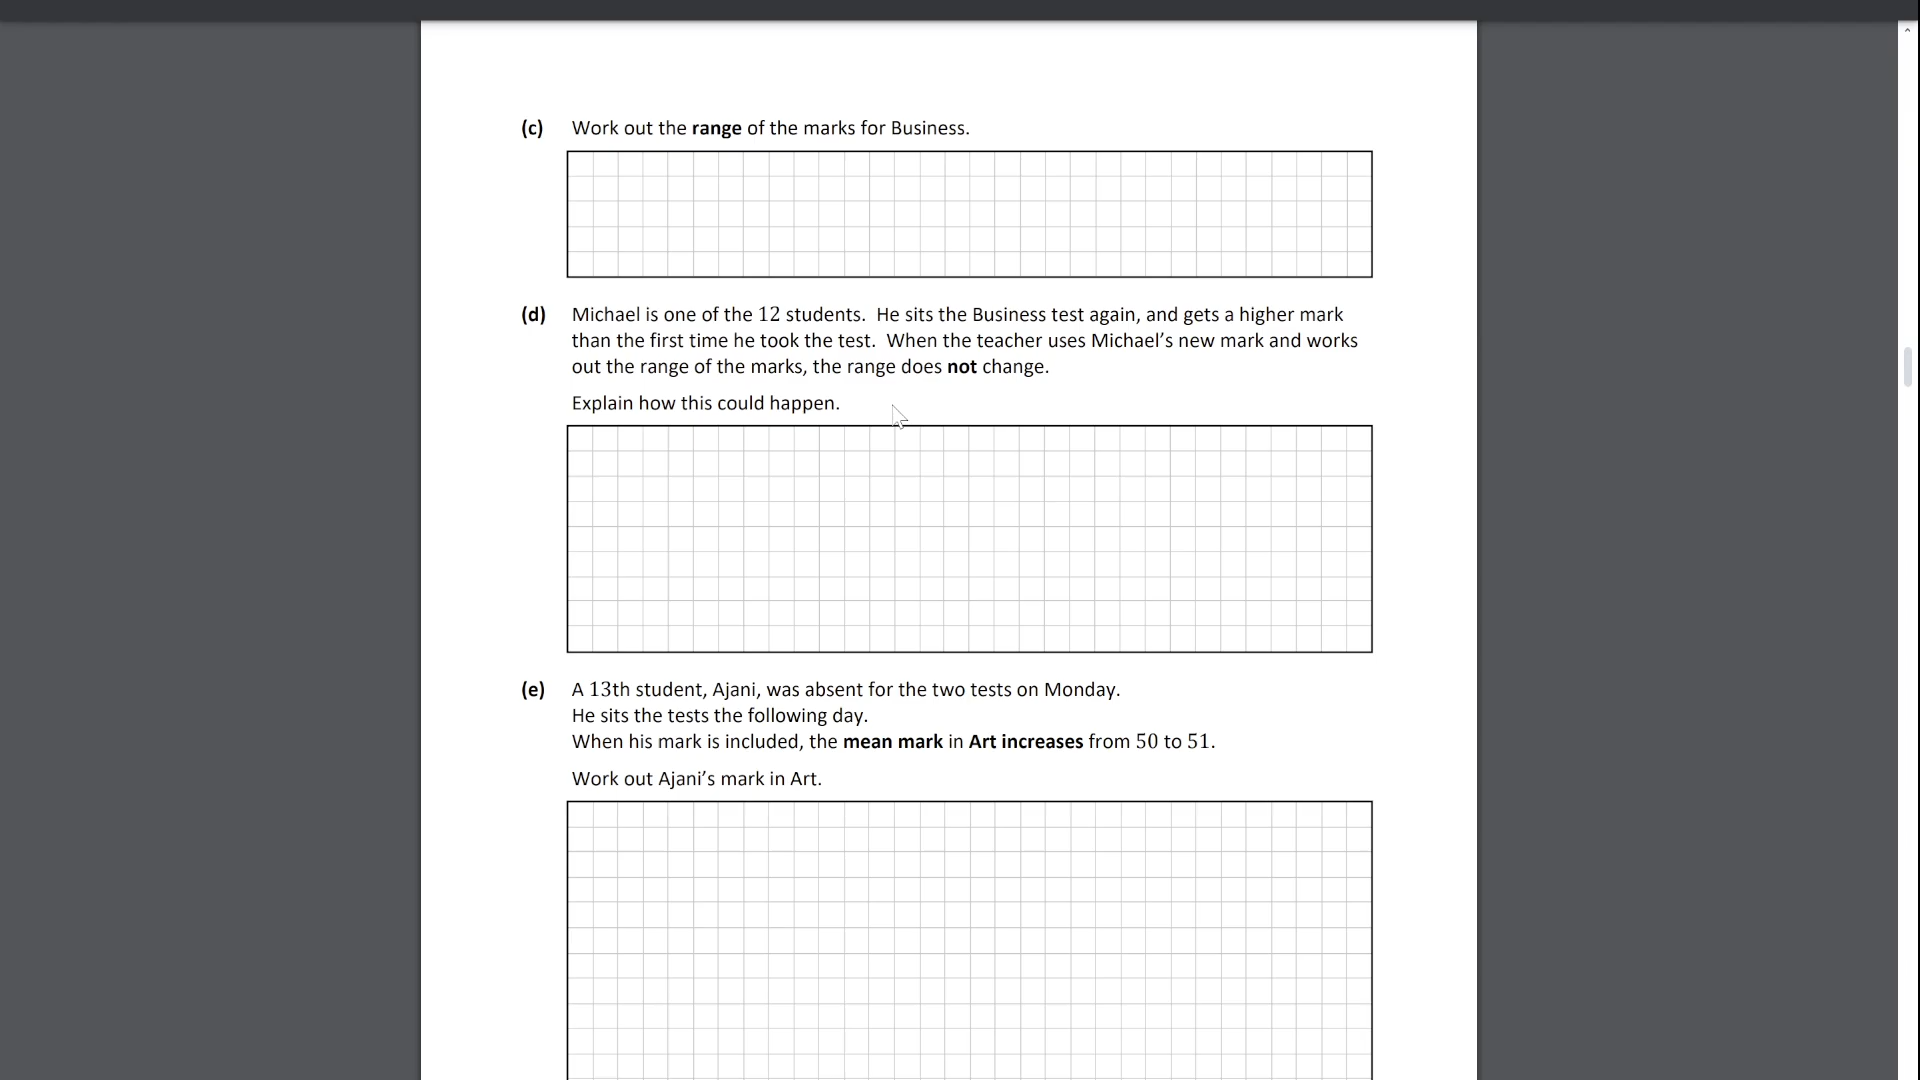 (c) Work out the range of the marks for Business.
(d) Michael is one of the 12 students. He sits the Business test again, and gets a higher mark
than the first time he took the test. When the teacher uses Michael’s new mark and works
out the range of the marks, the range does not change.
Explain how this could happen.
(e) A 13th student, Ajani, was absent for the two tests on Monday.
He sits the tests the following day.
When his mark is included, the mean mark in Art increases from 50 to 51.
Work out Ajani’s mark in Art.